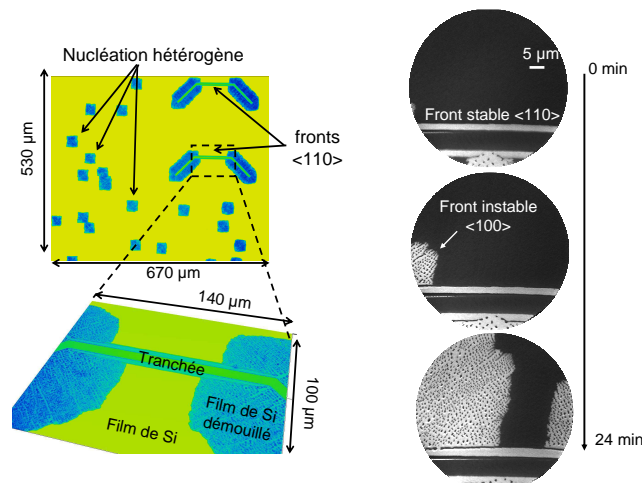 Nucléation hétérogène
530 µm
fronts
<110>
670 µm
140 µm
Tranchée
Film de Si
Film de Si
démouillé
100 µm
0 min
5 µm
Front stable <110>
Front instable
<100>
24 min